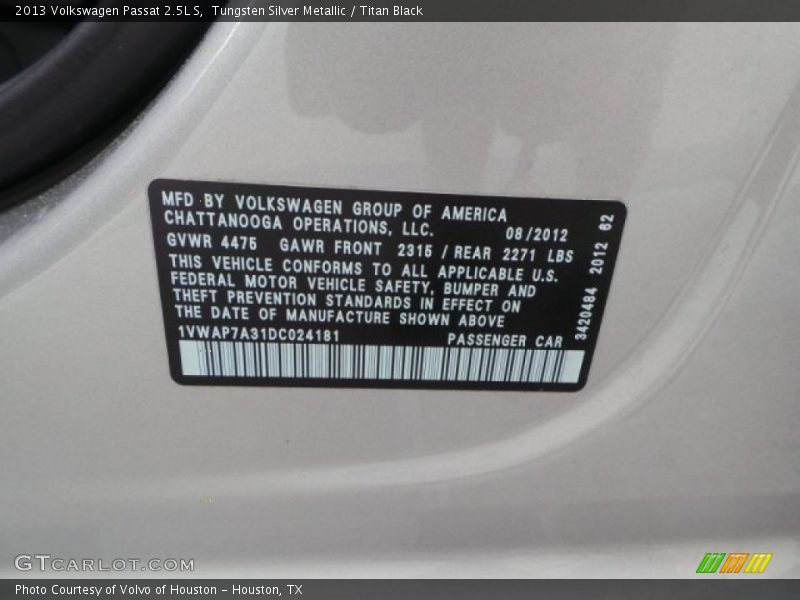 2013 Volkswagen Passat 2.5L S,  Tungsten Silver Metallic / Titan Black
MFD BY VOLKSWAGEN GROUP OF AMERICA
CHATTANOOGA OPERATIONS, LLC. 08/2012
GVWR 4475 GAWR FRONT 2315 / REAR 2271 LBS
THIS VEHICLE CONFORMS TO ALL APPLICABLE U.S.
FEDERAL MOTOR VEHICLE SAFETY, BUMPER AND
THEFT PREVENTION STANDARDS IN EFFECT ON
THE DATE OF MANUFACTURE SHOWN ABOVE
1VWAP7A31DC024181 PASSENGER CAR
3420484 2012 62
GTCARLOT.COM
Photo Courtesy of Volvo of Houston - Houston, TX